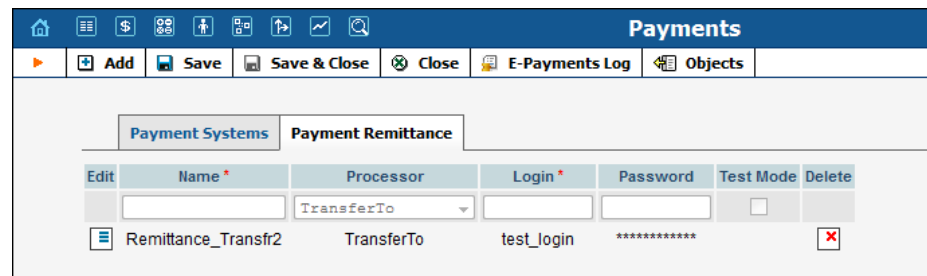 Payments
Add Save Save & Close Close E-Payments Log Objects
Payment Systems Payment Remittance
Edit Name * Processor Login * Password Test Mode Delete
TransferTo
Remittance_Transfr2 TransferTo test_login ************